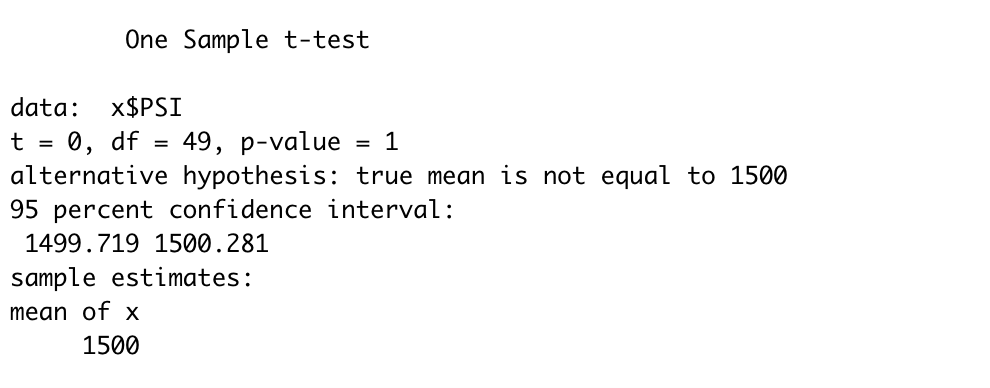 One Sample t-test
data:  x$PSI
t = 0, df = 49, p-value = 1
alternative hypothesis: true mean is not equal to 1500
95 percent confidence interval:
 1499.719 1500.281
sample estimates:
mean of x
     1500